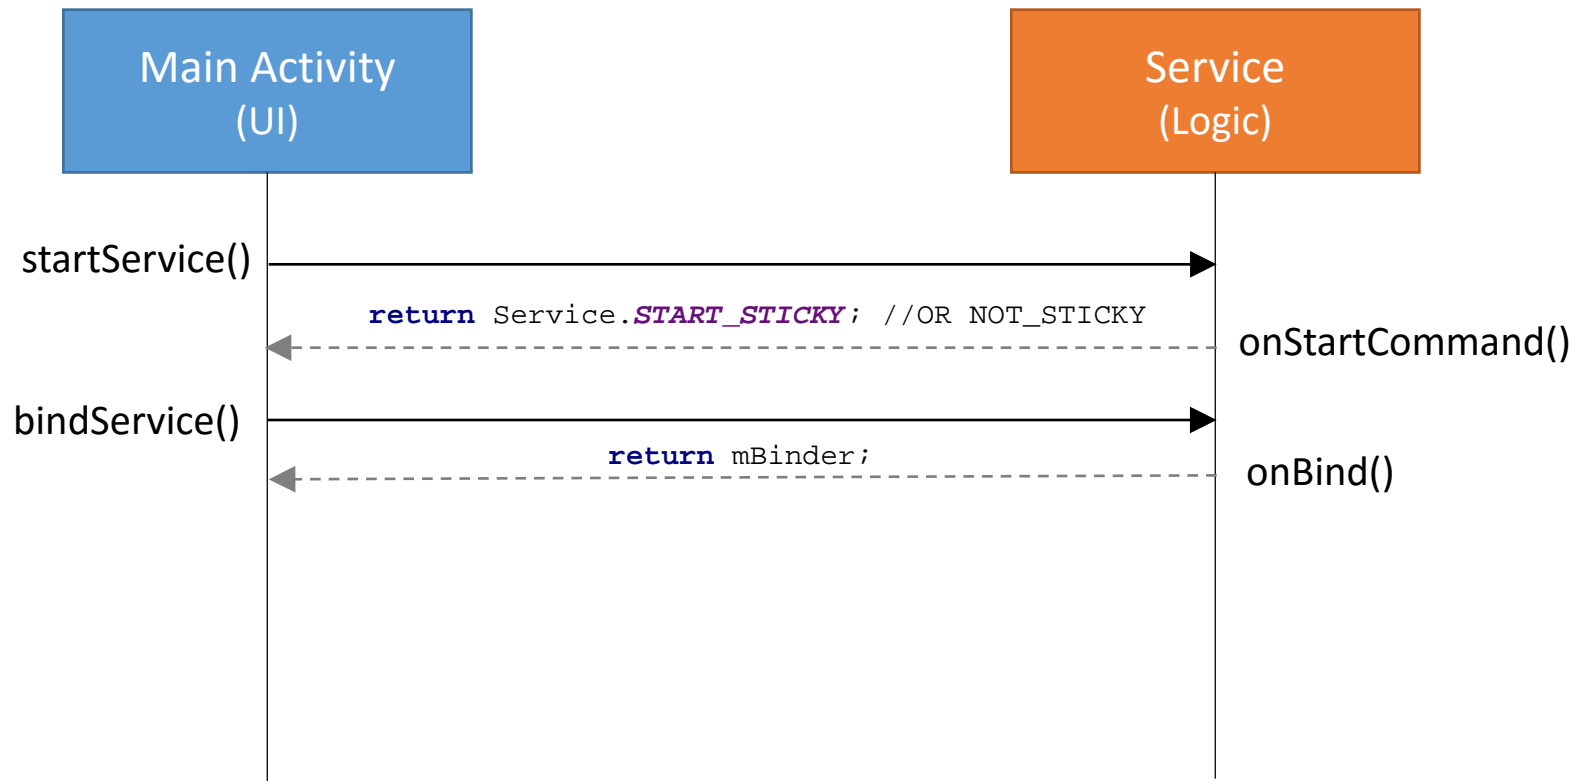 Main Activity
(UI)
Service
(Logic)
startService()
return Service.START_STICKY; //OR NOT_STICKY
onStartCommand()
bindService()
return mBinder;
onBind()